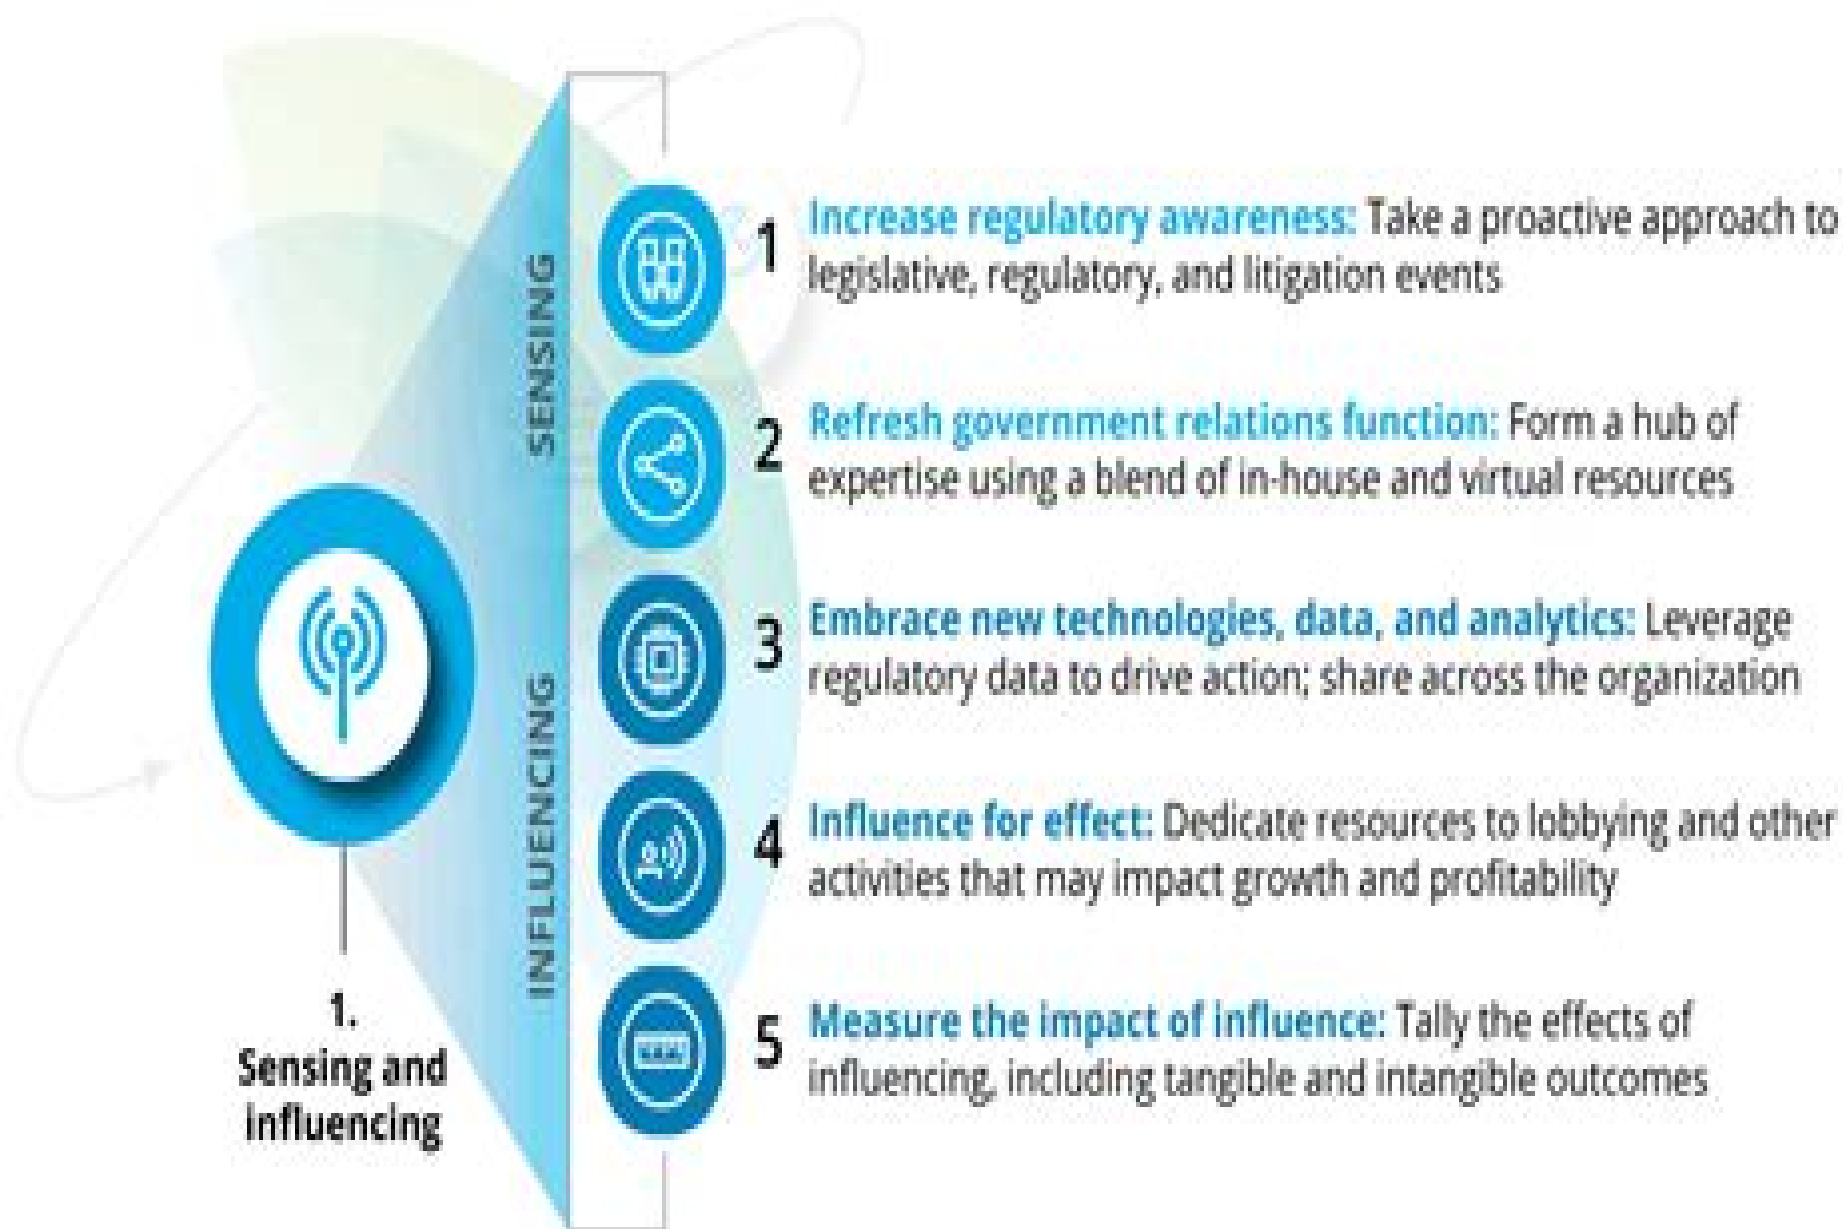 SENSING
INFLUENCING
1.
Sensing and
influencing
1
Increase regulatory awareness: Take a proactive approach to
legislative, regulatory, and litigation events
2
Refresh government relations function: Form a hub of
expertise using a blend of in-house and virtual resources
3
Embrace new technologies, data, and analytics: Leverage
regulatory data to drive action; share across the organization
4
Influence for effect: Dedicate resources to lobbying and other
activities that may impact growth and profitability
5
Measure the impact of influence: Tally the effects of
influencing, including tangible and intangible outcomes